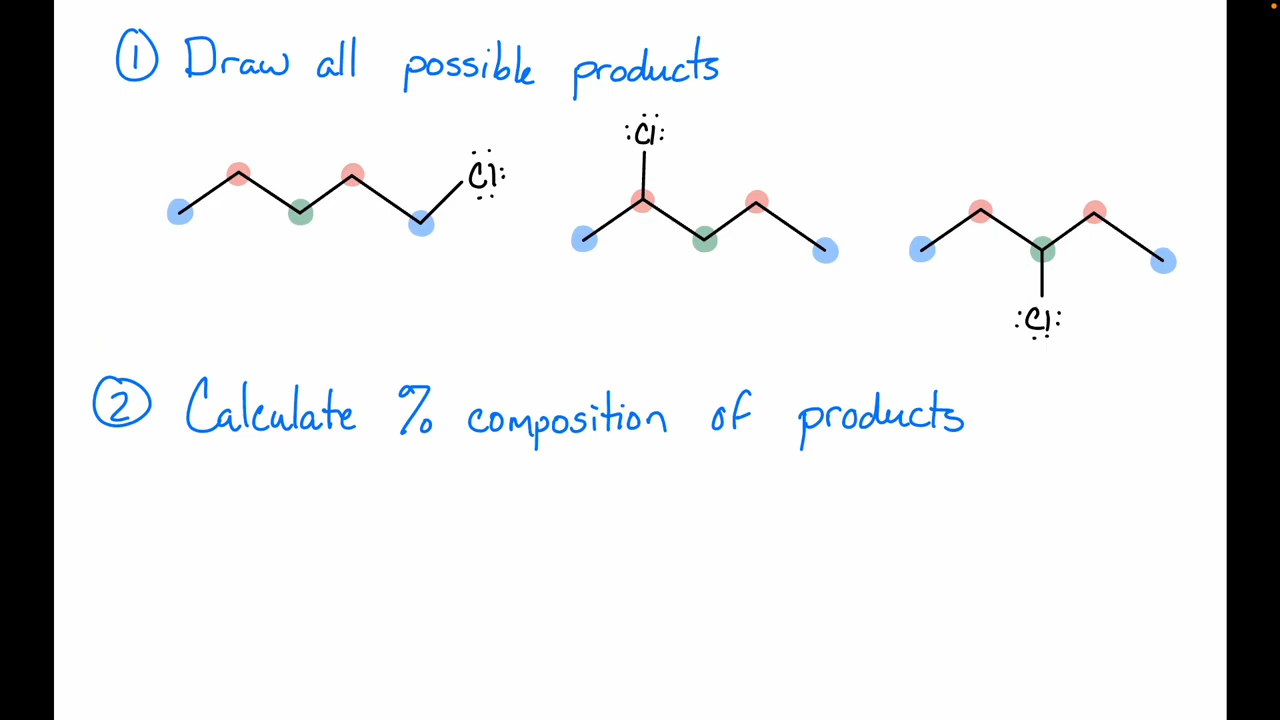 ① Draw all possible products
:Cl:
Cl:
:Cl:
② Calculate % composition of products